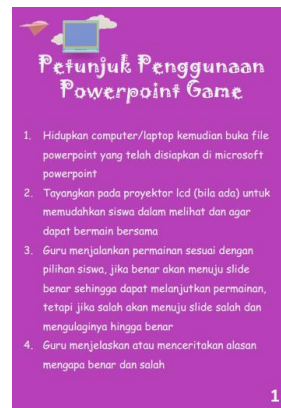 Petunjuk Penggunaan
Powerpoint Game
1. Hidupkan computer/laptop kemudian buka file
powerpoint yang telah disiapkan di microsoft
powerpoint
2. Tayangkan pada proyektor lcd (bila ada) untuk
memudahkan siswa dalam melihat dan agar
dapat bermain bersama
3. Guru menjalankan permainan sesuai dengan
pilihan siswa, jika benar akan menuju slide
benar sehingga dapat melanjutkan permainan,
tetapi jika salah akan menuju slide salah dan
mengulaginya hingga benar
4. Guru menjelaskan atau menceritakan alasan
mengapa benar dan salah
1